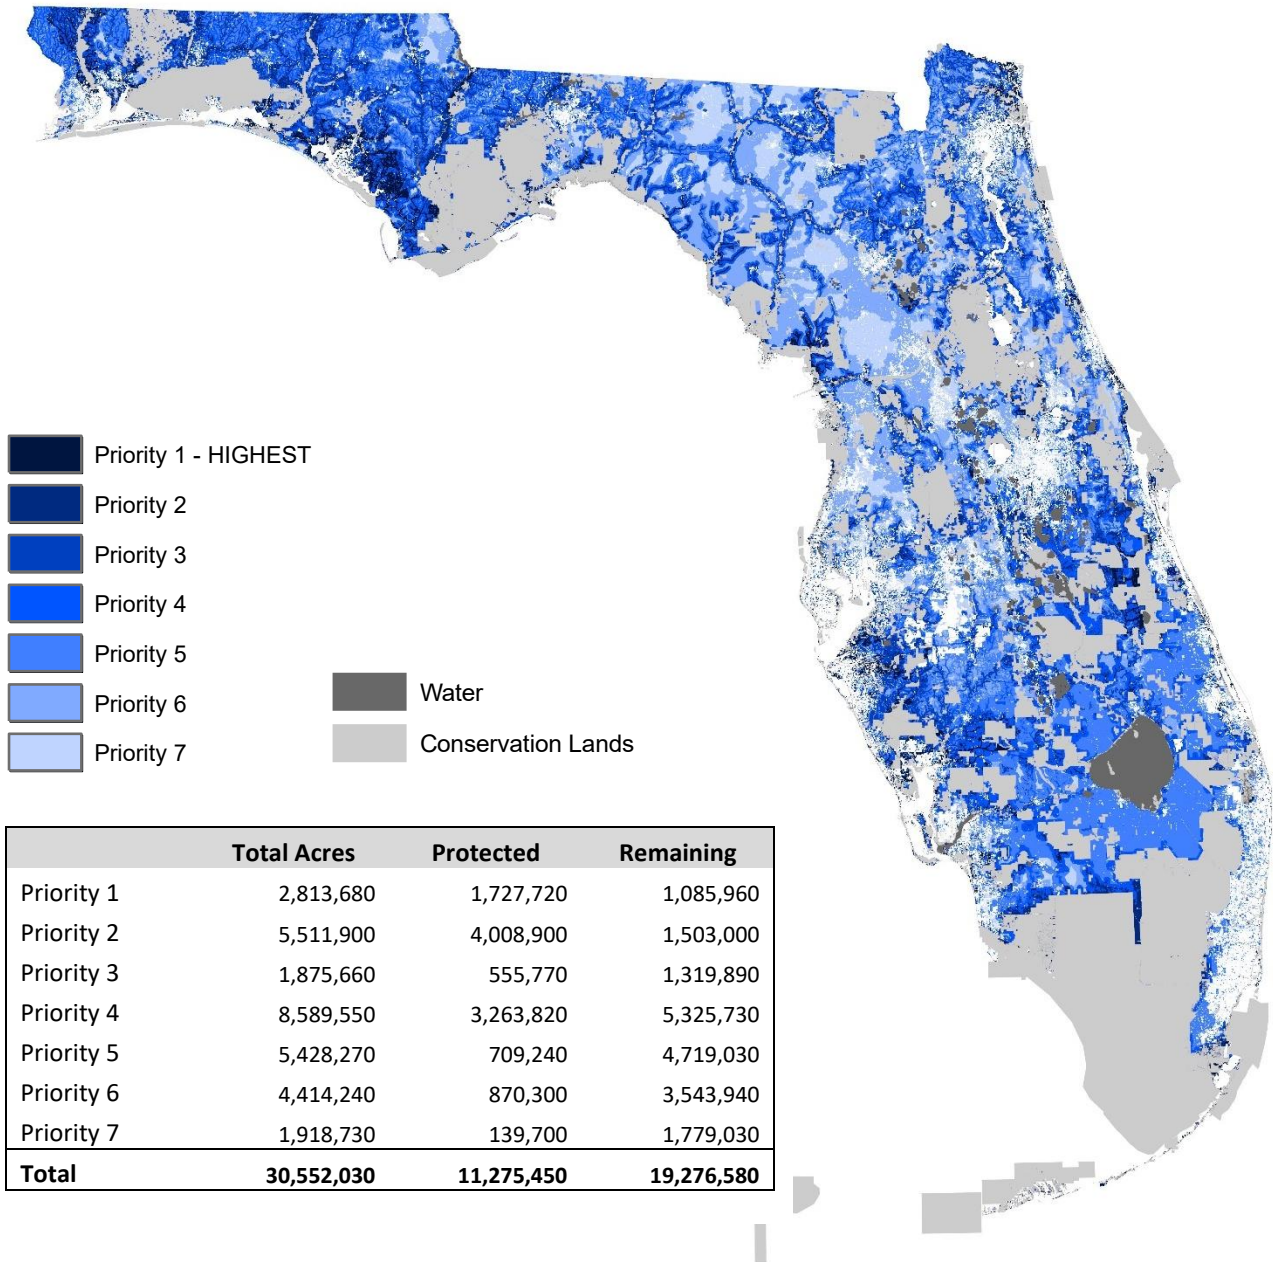 Priority 1 - HIGHEST
Priority 2
Priority 3
Priority 4
Priority 5
Priority 6
Priority 7
Water
Conservation Lands
Total Acres Protected Remaining
Priority 1 2,813,680 1,727,720 1,085,960
Priority 2 5,511,900 4,008,900 1,503,000
Priority 3 1,875,660 555,770 1,319,890
Priority 4 8,589,550 3,263,820 5,325,730
Priority 5 5,428,270 709,240 4,719,030
Priority 6 4,414,240 870,300 3,543,940
Priority 7 1,918,730 139,700 1,779,030
Total 30,552,030 11,275,450 19,276,580